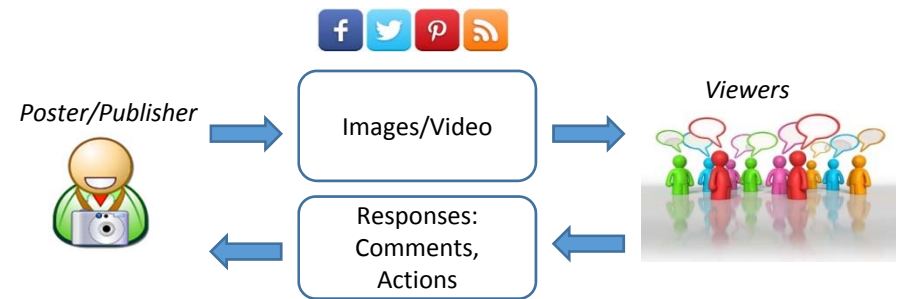 f
Poster/Publisher
Images/Video
Viewers
Responses:
Comments,
Actions